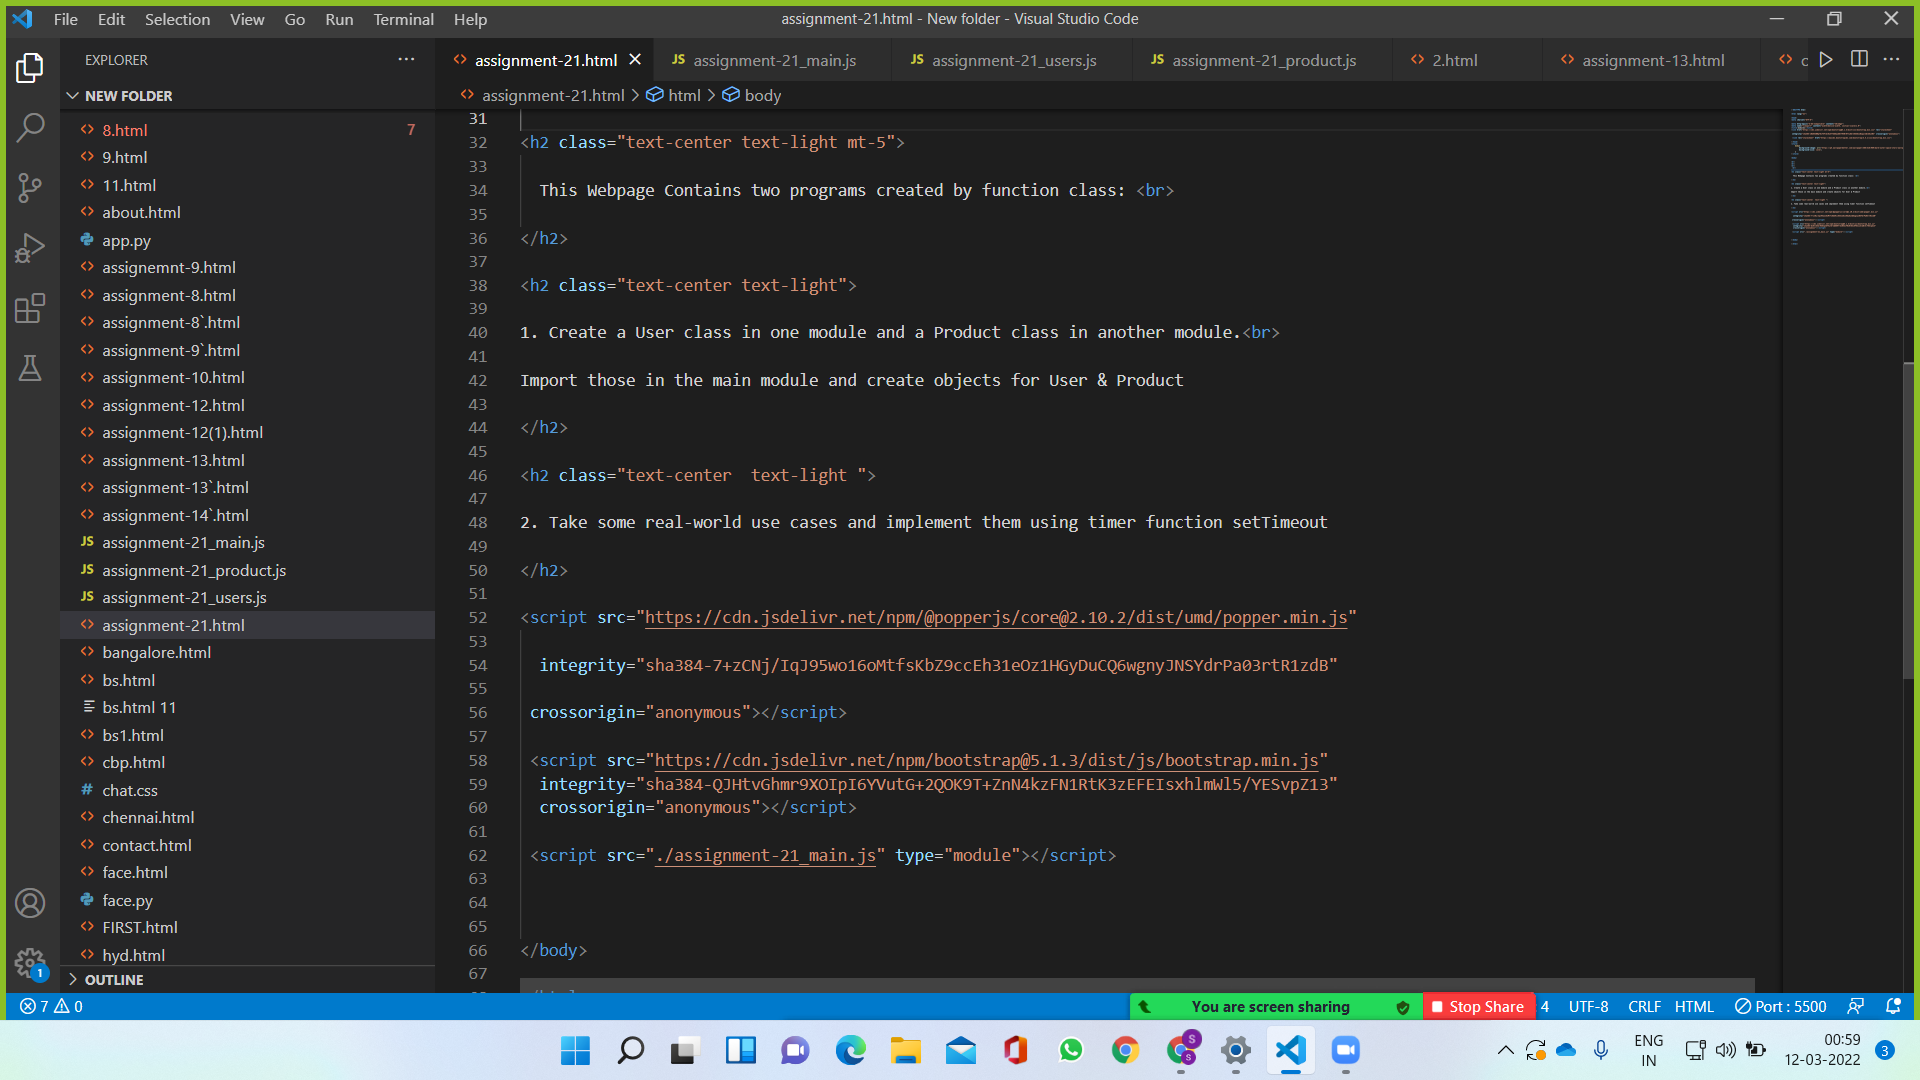 File Edit Selection View Go Run Terminal Help
assignment-21.html - New folder - Visual Studio Code
EXPLORER
NEW FOLDER
8.html 7
9.html
11.html
about.html
app.py
assignemnt-9.html
assignment-8.html
assignment-8`.html
assignment-9`.html
assignment-10.html
assignment-12.html
assignment-12(1).html
assignment-13.html
assignment-13`.html
assignment-14`.html
JS assignment-21_main.js
JS assignment-21_product.js
JS assignment-21_users.js
assignment-21.html
bangalore.html
bs.html
bs.html 11
bs1.html
cbp.html
# chat.css
chennai.html
contact.html
face.html
face.py
FIRST.html
hyd.html
OUTLINE
assignment-21.html JS assignment-21_main.js JS assignment-21_users.js JS assignment-21_product.js 2.html assignment-13.html
assignment-21.html > html > body
31
32 <h2 class="text-center text-light mt-5">
33
34 This Webpage Contains two programs created by function class: <br>
35
36 </h2>
37
38 <h2 class="text-center text-light">
39
40 1. Create a User class in one module and a Product class in another module.<br>
41
42 Import those in the main module and create objects for User & Product
43
44 </h2>
45
46 <h2 class="text-center  text-light ">
47
48 2. Take some real-world use cases and implement them using timer function setTimeout
49
50 </h2>
51
52 <script src="https://cdn.jsdelivr.net/npm/@popperjs/core@2.10.2/dist/umd/popper.min.js"
53
54 integrity="sha384-7+zCNj/IqJ95wo16oMtfsKbZ9ccEh31eOz1HGyDuCQ6wgnyJNSYdrPa03rtR1zdB"
55
56 crossorigin="anonymous"></script>
57
58 <script src="https://cdn.jsdelivr.net/npm/bootstrap@5.1.3/dist/js/bootstrap.min.js"
59 integrity="sha384-QJHtvGhmr9XOIpI6YVutG+2QOK9T+ZnN4kzFN1RtK3zEFEIsxhlmWl5/YESvpZ13"
60 crossorigin="anonymous"></script>
61
62 <script src="./assignment-21_main.js" type="module"></script>
63
64
65
66 </body>
67
7 0
You are screen sharing
Stop Share
4 UTF-8 CRLF HTML Port : 5500
1
ENG
IN
00:59
12-03-2022
3